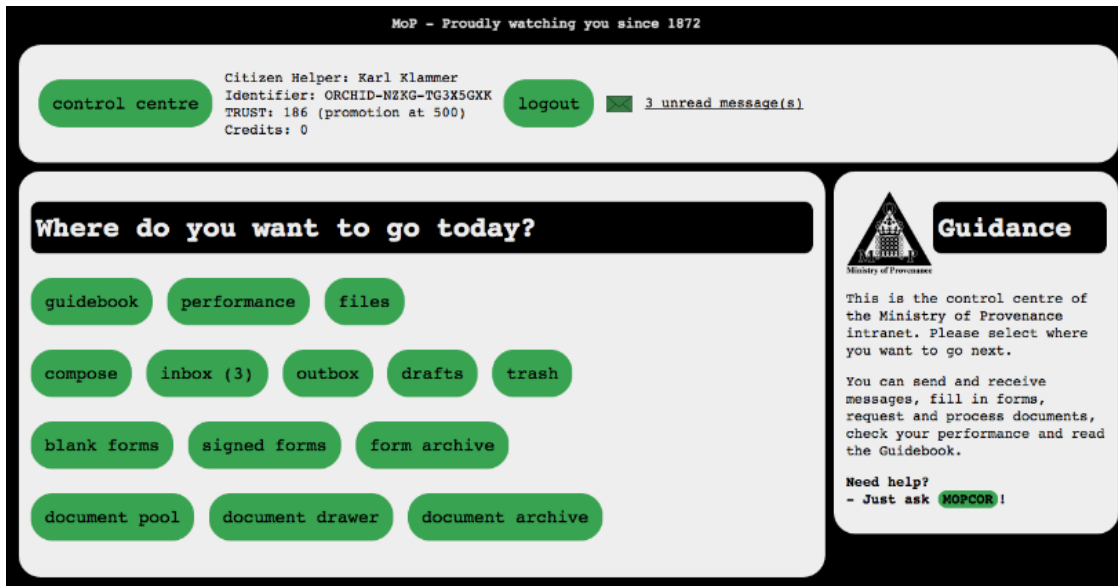 MoP - Proudly watching you since 1872
control centre
Citizen Helper: Karl Klammer
Identifier: ORCHID-NZKG-TG3X5GXK
TRUST: 186 (promotion at 500)
Credits: 0
logout
3 unread message(s)
Where do you want to go today?
guidebook performance files
compose inbox (3) outbox drafts trash
blank forms signed forms form archive
document pool document drawer document archive
M P
Ministry of Provenance
Guidance
This is the control centre of
the Ministry of Provenance
intranet. Please select where
you want to go next.
You can send and receive
messages, fill in forms,
request and process documents,
check your performance and read
the Guidebook.
Need help?
- Just ask MOPCOR!